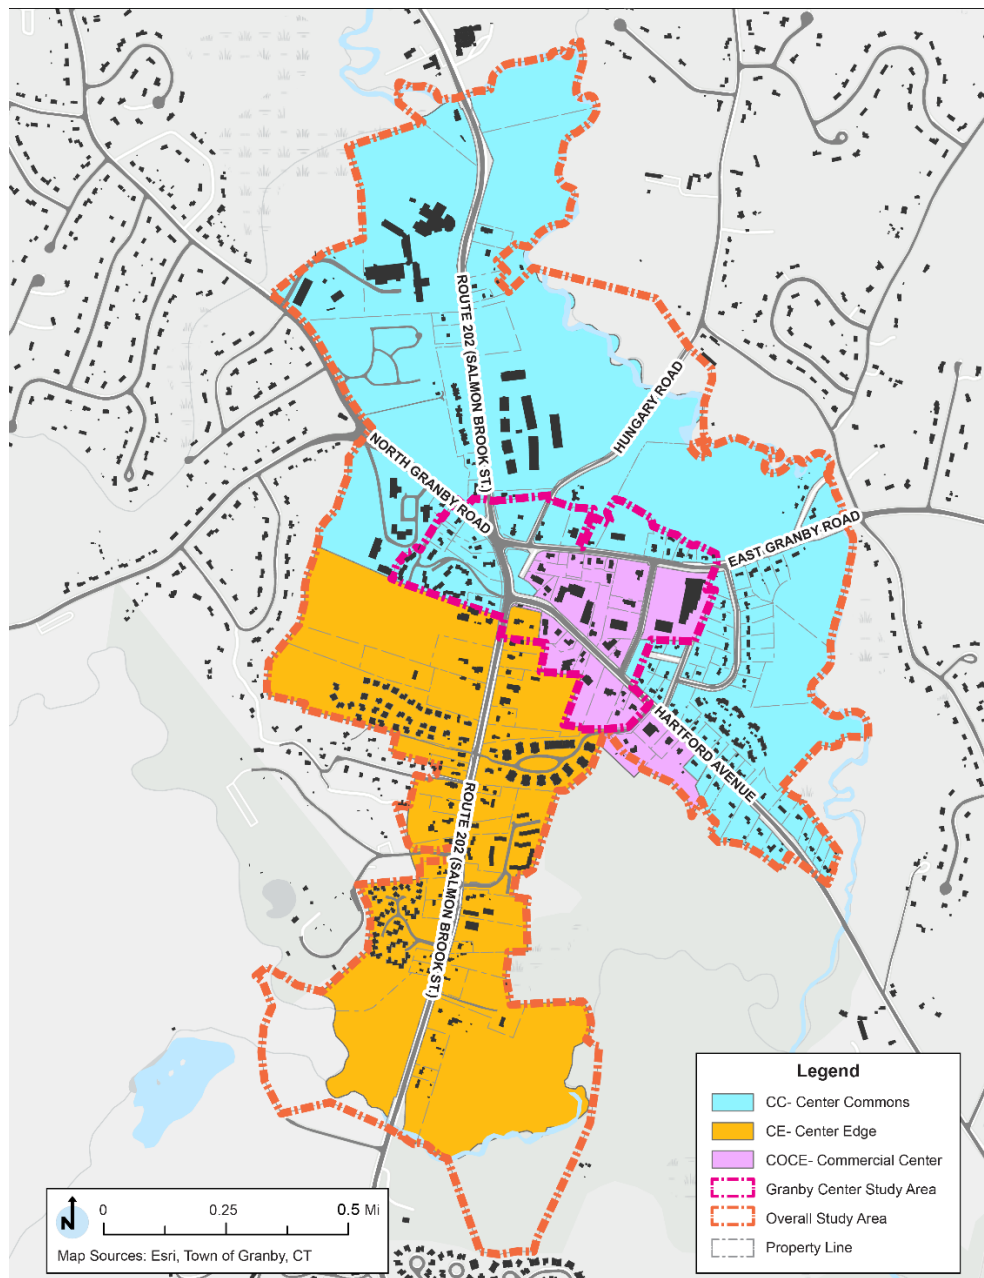 ROUTE 202 (SALMON BROOK ST.)
HUNGARY ROAD
NORTH GRANBY ROAD
EAST GRANBY ROAD
HARTFORD AVENUE
ROUTE 202 (SALMON BROOK ST.)
Legend
CC- Center Commons
CE- Center Edge
COCE- Commercial Center
Granby Center Study Area
Overall Study Area
Property Line
N
0 0.25 0.5 Mi
Map Sources: Esri, Town of Granby, CT